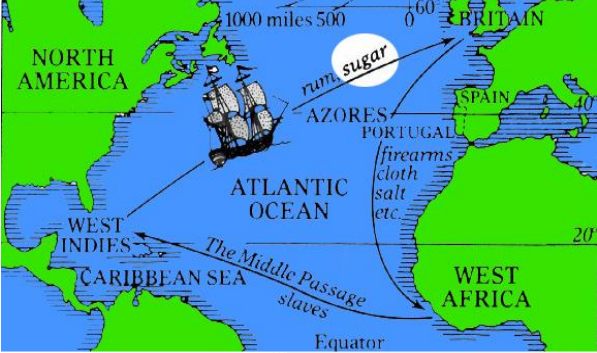 1000 miles 500 0
60°
BRITAIN
NORTH
AMERICA
rum, sugar
SPAIN
40°
AZORES
PORTUGAL
firearms
cloth
salt
etc.
ATLANTIC
OCEAN
WEST
INDIES
20°
The Middle Passage
slaves
CARIBBEAN SEA
WEST
AFRICA
Equator